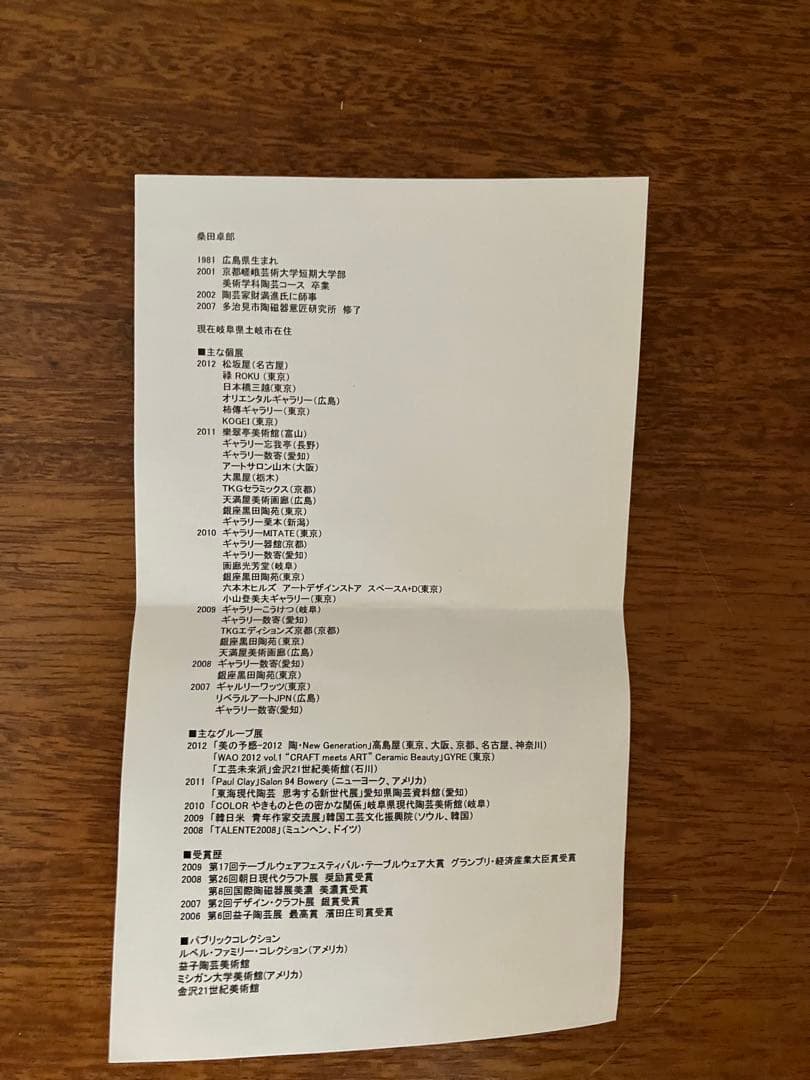 桑田卓郎
1981 広島県生まれ
2001 京都嵯峨芸術大学短期大学部
美術学科陶芸コース 卒業
2002 陶芸家財満進氏に師事
2007 多治見市陶磁器意匠研究所 修了
現在岐阜県土岐市在住
■主な個展
2012 松坂屋(名古屋)
緑 ROKU (東京)
日本橋三越(東京)
オリエンタルギャラリー(広島)
柿傳ギャラリー(東京)
KOGEI(東京)
2011 樂翠亭美術館(富山)
ギャラリー忘我亭(長野)
ギャラリー数寄(愛知)
アートサロン山木(大阪)
大黒屋(栃木)
TKGセラミックス(京都)
天満屋美術画廊(広島)
銀座黒田陶苑(東京)
ギャラリー栗本(新潟)
2010 ギャラリーMITATE(東京)
ギャラリー器館(京都)
ギャラリー数寄(愛知)
画廊光芳堂(岐阜)
銀座黒田陶苑(東京)
六本木ヒルズ アートデザインストア スペースA+D(東京)
小山登美夫ギャラリー(東京)
2009 ギャラリーこうけつ(岐阜)
ギャラリー数寄(愛知)
TKGエディションズ京都(京都)
銀座黒田陶苑(東京)
天満屋美術画廊(広島)
2008 ギャラリー数寄(愛知)
銀座黒田陶苑(東京)
2007 ギャルリーワッツ(東京)
リベラルアートJPN(広島)
ギャラリー数寄(愛知)
■主なグループ展
2012 「美の予感-2012 陶・New Generation」高島屋(東京、大阪、京都、名古屋、神奈川)
「WAO 2012 vol.1 “CRAFT meets ART” Ceramic Beauty」GYRE(東京)
「工芸未来派」金沢21世紀美術館(石川)
2011 「Paul Clay」Salon 94 Bowery (ニューヨーク、アメリカ)
「東海現代陶芸 思考する新世代展」愛知県陶芸資料館(愛知)
2010 「COLOR やきものと色の密かな関係」岐阜県現代陶芸美術館(岐阜)
2009 「韓日米 青年作家交流展」韓国工芸文化振興院(ソウル、韓国)
2008 「TALENTE2008」(ミュンヘン、ドイツ)
■受賞歴
2009 第17回テーブルウェアフェスティバル・テーブルウェア大賞 グランプリ・経済産業大臣賞受賞
2008 第26回朝日現代クラフト展 奨励賞受賞
第8回国際陶磁器展美濃 美濃賞受賞
2007 第2回デザイン・クラフト展 銀賞受賞
2006 第6回益子陶芸展 最高賞 濱田庄司賞受賞
■パブリックコレクション
ルベル・ファミリー・コレクション(アメリカ)
益子陶芸美術館
ミシガン大学美術館(アメリカ)
金沢21世紀美術館